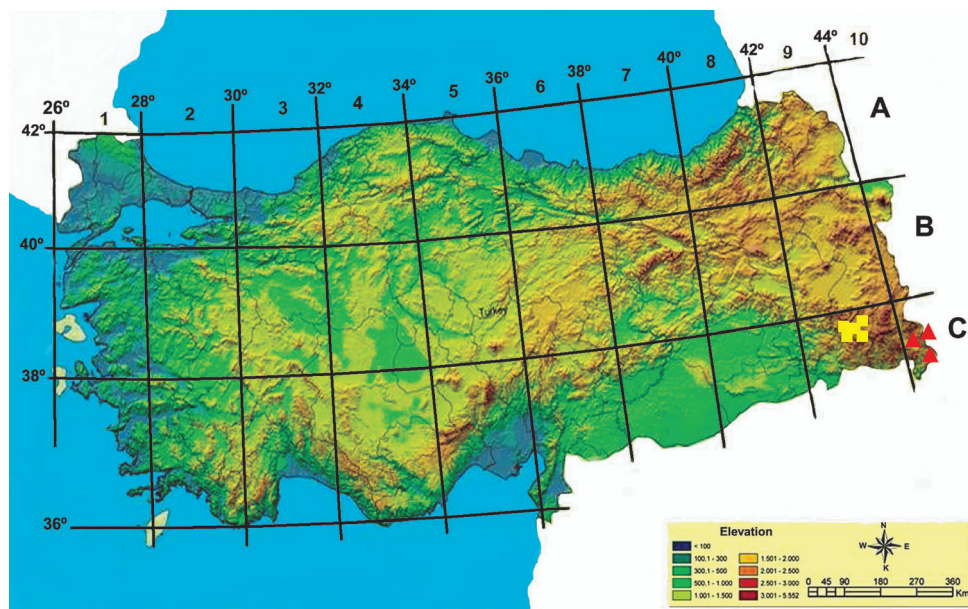 26º 28º 30º 32º 34º 36º 38º 40º 42º 44º
1 2 3 4 5 6 7 8 9 10
42º
40º
38º
36º
A
B
C
Turkey
Elevation
< 100
100,1 - 300
300,1 - 500
500,1 - 1.000
1.001 - 1.500
1.501 - 2.000
2.001 - 2.500
2.501 - 3.000
3.001 - 5.552
N
W E
K
0 45 90 180 270 360
Km